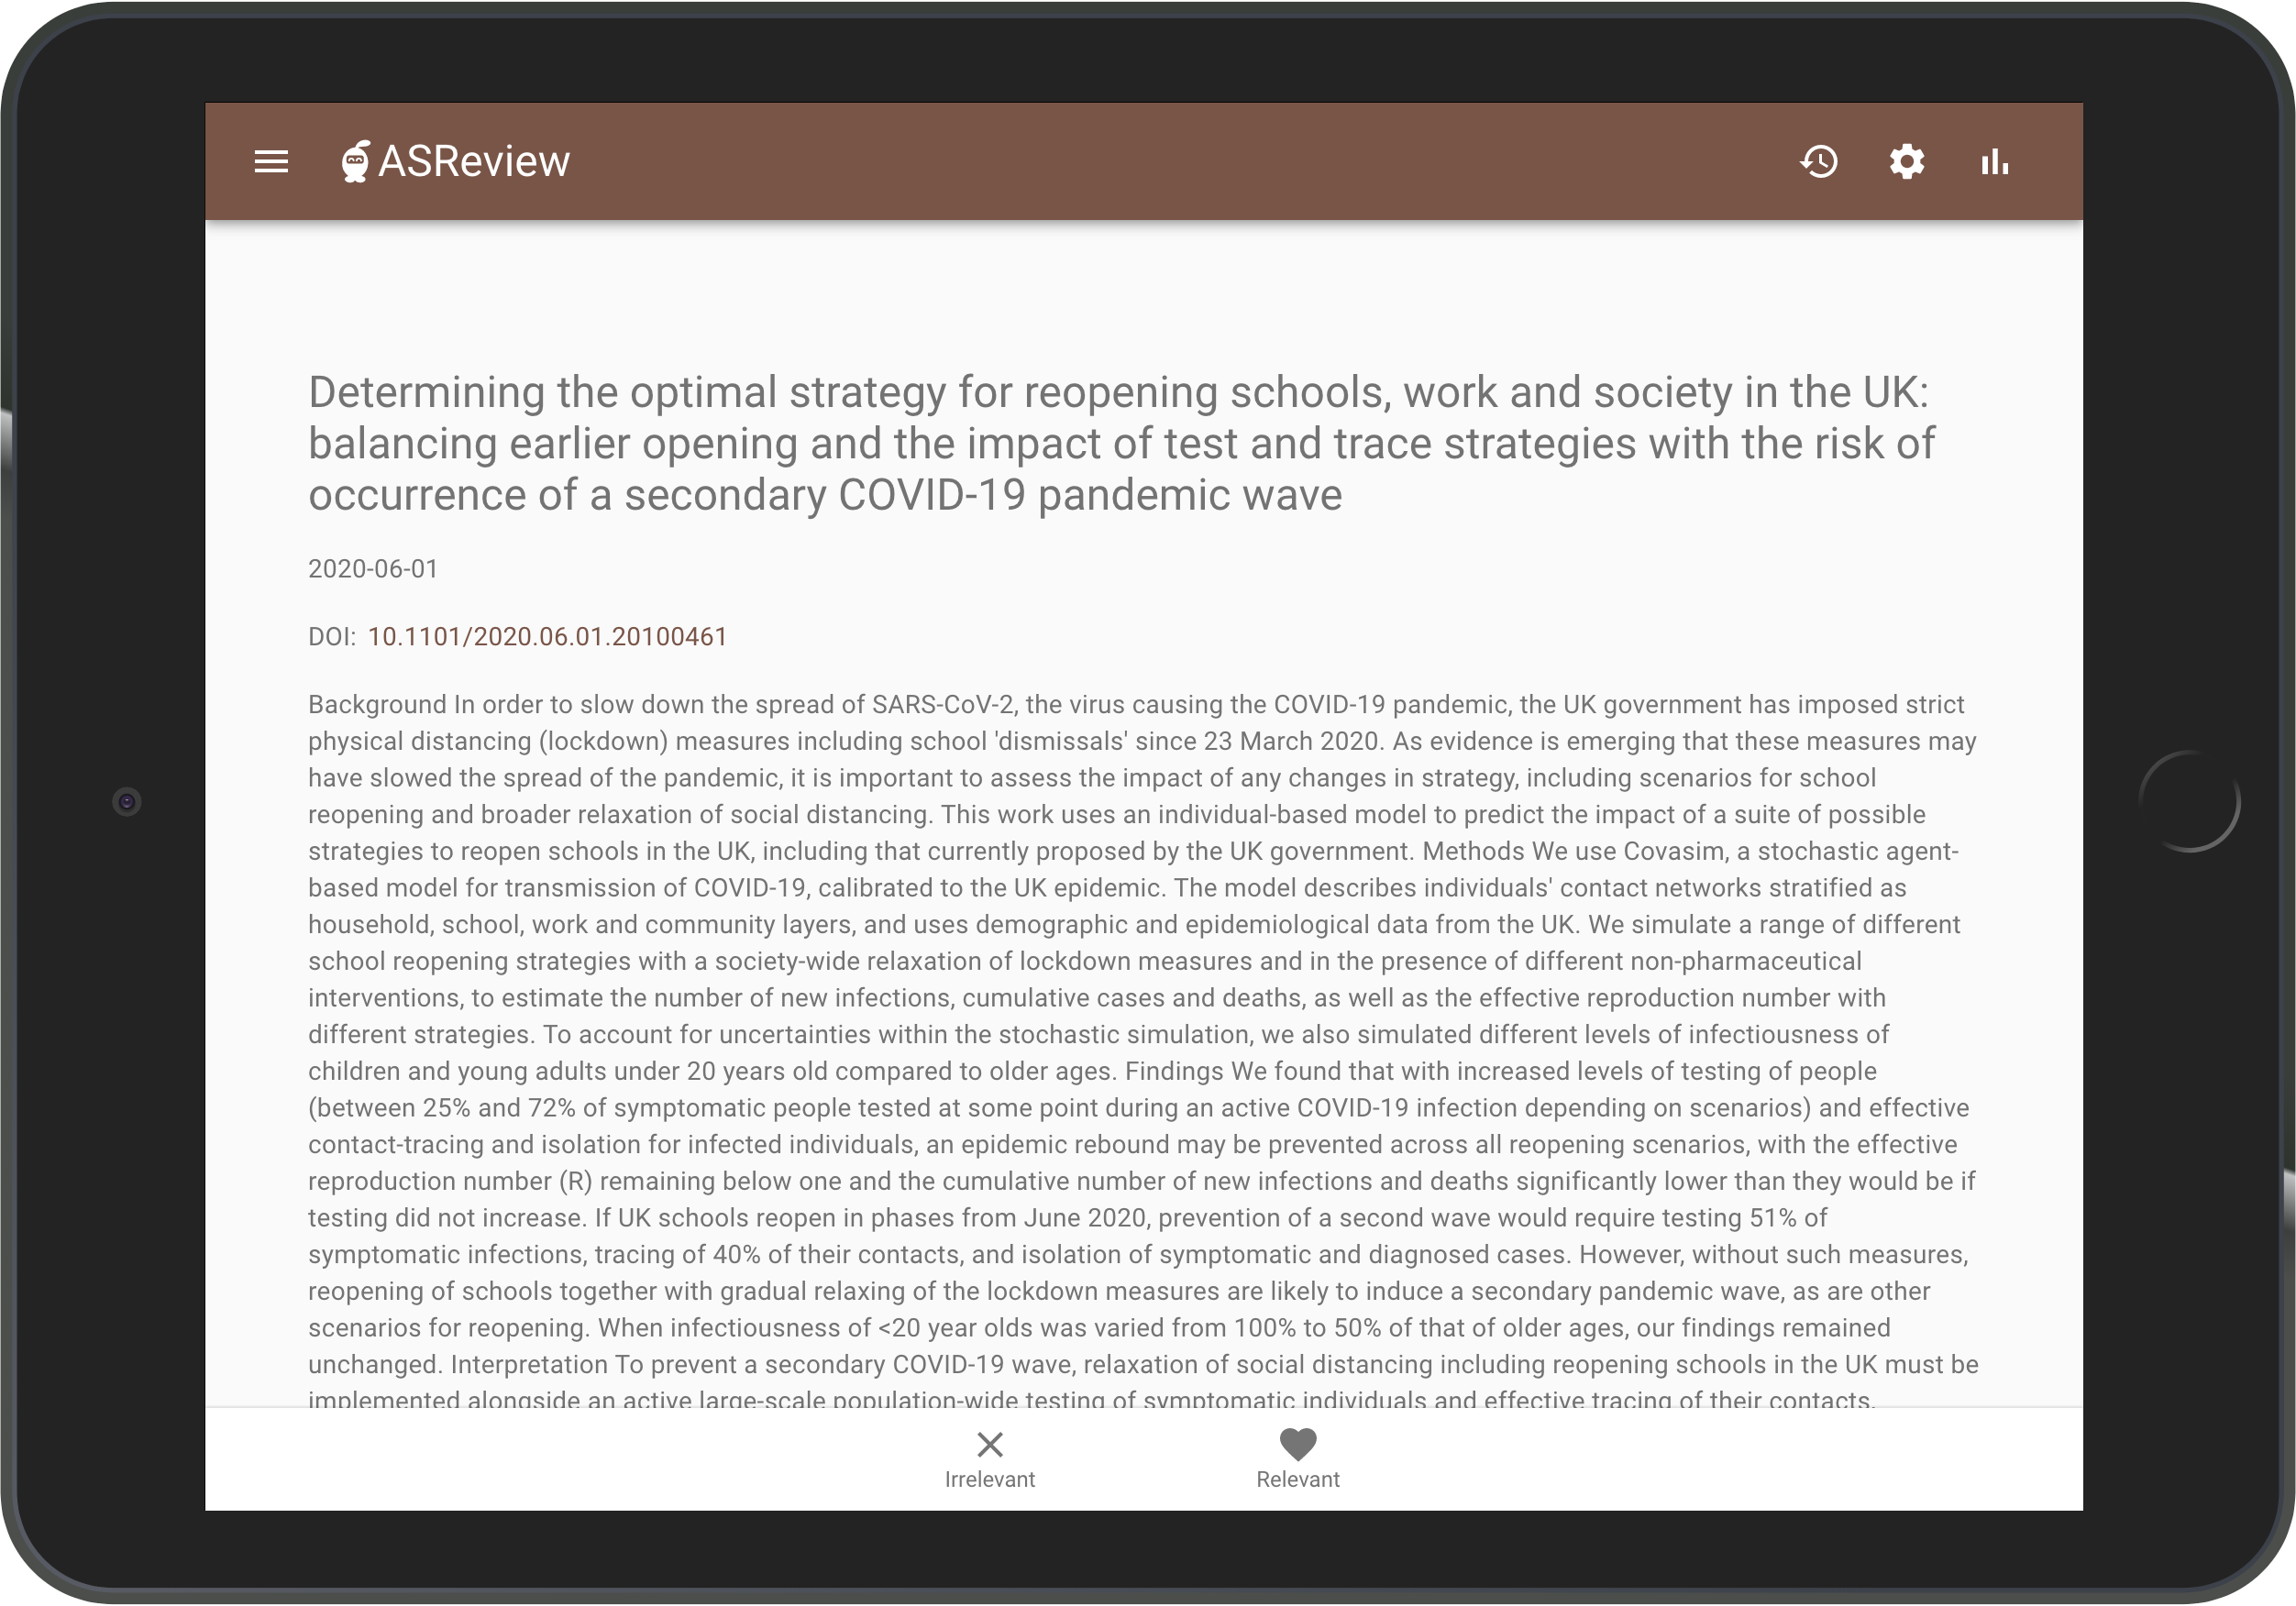 ASReview
Determining the optimal strategy for reopening schools, work and society in the UK:
balancing earlier opening and the impact of test and trace strategies with the risk of
occurrence of a secondary COVID-19 pandemic wave
2020-06-01
DOI: 10.1101/2020.06.01.20100461
Background In order to slow down the spread of SARS-CoV-2, the virus causing the COVID-19 pandemic, the UK government has imposed strict
physical distancing (lockdown) measures including school 'dismissals' since 23 March 2020. As evidence is emerging that these measures may
have slowed the spread of the pandemic, it is important to assess the impact of any changes in strategy, including scenarios for school
reopening and broader relaxation of social distancing. This work uses an individual-based model to predict the impact of a suite of possible
strategies to reopen schools in the UK, including that currently proposed by the UK government. Methods We use Covasim, a stochastic agent-
based model for transmission of COVID-19, calibrated to the UK epidemic. The model describes individuals' contact networks stratified as
household, school, work and community layers, and uses demographic and epidemiological data from the UK. We simulate a range of different
school reopening strategies with a society-wide relaxation of lockdown measures and in the presence of different non-pharmaceutical
interventions, to estimate the number of new infections, cumulative cases and deaths, as well as the effective reproduction number with
different strategies. To account for uncertainties within the stochastic simulation, we also simulated different levels of infectiousness of
children and young adults under 20 years old compared to older ages. Findings We found that with increased levels of testing of people
(between 25% and 72% of symptomatic people tested at some point during an active COVID-19 infection depending on scenarios) and effective
contact-tracing and isolation for infected individuals, an epidemic rebound may be prevented across all reopening scenarios, with the effective
reproduction number (R) remaining below one and the cumulative number of new infections and deaths significantly lower than they would be if
testing did not increase. If UK schools reopen in phases from June 2020, prevention of a second wave would require testing 51% of
symptomatic infections, tracing of 40% of their contacts, and isolation of symptomatic and diagnosed cases. However, without such measures,
reopening of schools together with gradual relaxing of the lockdown measures are likely to induce a secondary pandemic wave, as are other
scenarios for reopening. When infectiousness of <20 year olds was varied from 100% to 50% of that of older ages, our findings remained
unchanged. Interpretation To prevent a secondary COVID-19 wave, relaxation of social distancing including reopening schools in the UK must be
implemented alongside an active large-scale population-wide testing of symptomatic individuals and effective tracing of their contacts,
Irrelevant
Relevant